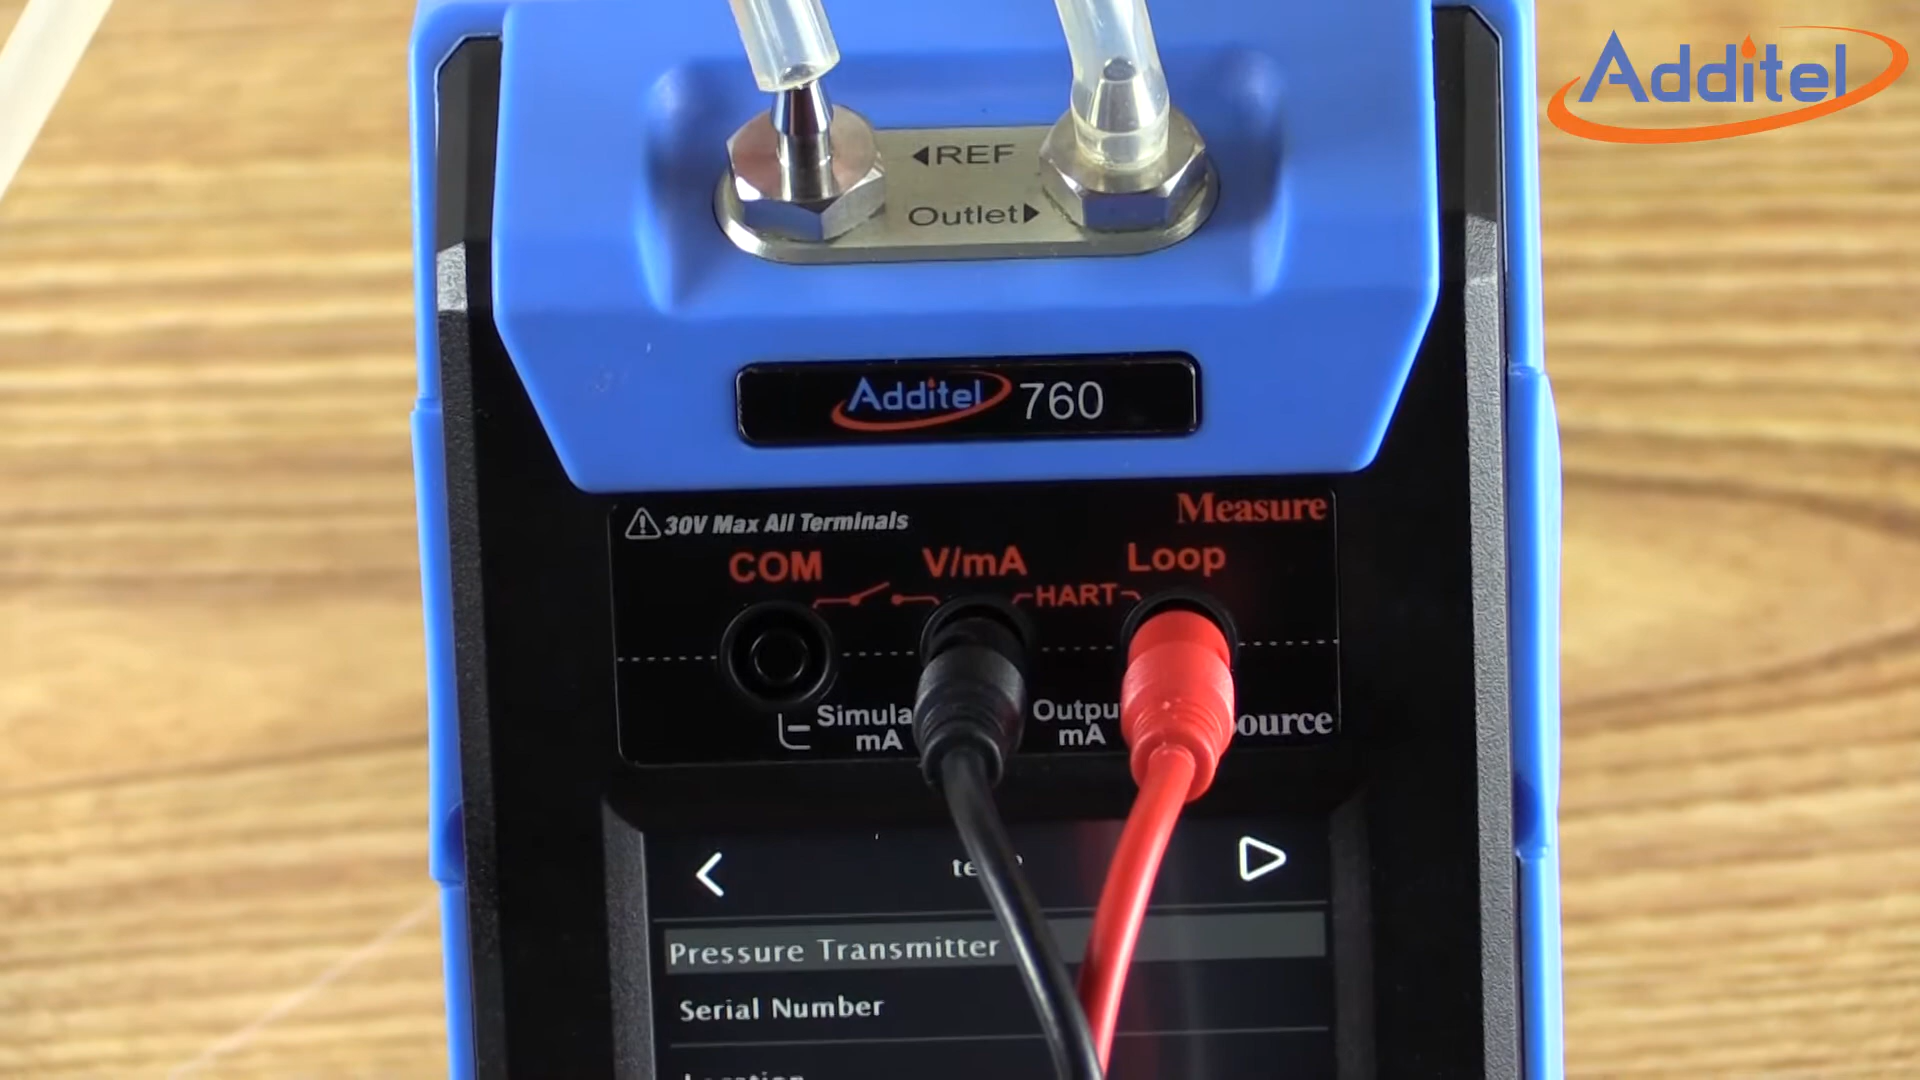 Additel
◀REF
Outlet▶
Additel 760
30V Max All Terminals
Measure
COM V/mA Loop
HART
Simula
mA
Outpu
mA
ource
Pressure Transmitter
Serial Number
Location